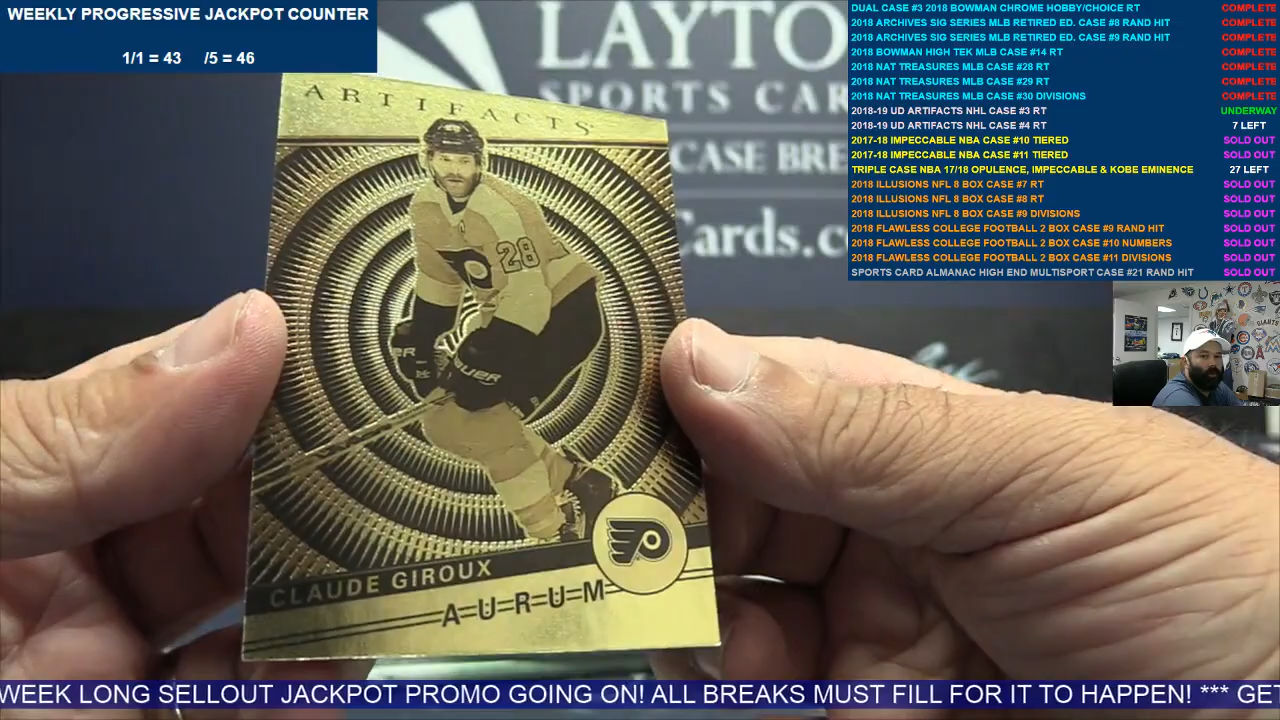 WEEKLY PROGRESSIVE JACKPOT COUNTER
1/1 = 43 /5 = 46
DUAL CASE #3 2018 BOWMAN CHROME HOBBY/CHOICE RT COMPLETE
2018 ARCHIVES SIG SERIES MLB RETIRED ED. CASE #8 RAND HIT COMPLETE
2018 ARCHIVES SIG SERIES MLB RETIRED ED. CASE #9 RAND HIT COMPLETE
2018 BOWMAN HIGH TEK MLB CASE #14 RT COMPLETE
2018 NAT TREASURES MLB CASE #28 RT COMPLETE
2018 NAT TREASURES MLB CASE #29 RT COMPLETE
2018 NAT TREASURES MLB CASE #30 DIVISIONS COMPLETE
2018-19 UD ARTIFACTS NHL CASE #3 RT UNDERWAY
2018-19 UD ARTIFACTS NHL CASE #4 RT 7 LEFT
2017-18 IMPECCABLE NBA CASE #10 TIERED SOLD OUT
2017-18 IMPECCABLE NBA CASE #11 TIERED SOLD OUT
TRIPLE CASE NBA 17/18 OPULENCE, IMPECCABLE & KOBE EMINENCE 27 LEFT
2018 ILLUSIONS NFL 8 BOX CASE #7 RT SOLD OUT
2018 ILLUSIONS NFL 8 BOX CASE #8 RT SOLD OUT
2018 ILLUSIONS NFL 8 BOX CASE #9 DIVISIONS SOLD OUT
2018 FLAWLESS COLLEGE FOOTBALL 2 BOX CASE #9 RAND HIT SOLD OUT
2018 FLAWLESS COLLEGE FOOTBALL 2 BOX CASE #10 NUMBERS SOLD OUT
2018 FLAWLESS COLLEGE FOOTBALL 2 BOX CASE #11 DIVISIONS SOLD OUT
SPORTS CARD ALMANAC HIGH END MULTISPORT CASE #21 RAND HIT SOLD OUT
LAYTO
PORTS CAR
CASE BRE
Cards.co
ARTIFACTS
28
BAUER
CLAUDE GIROUX
AURUM
WEEK LONG SELLOUT JACKPOT PROMO GOING ON! ALL BREAKS MUST FILL FOR IT TO HAPPEN! *** GET